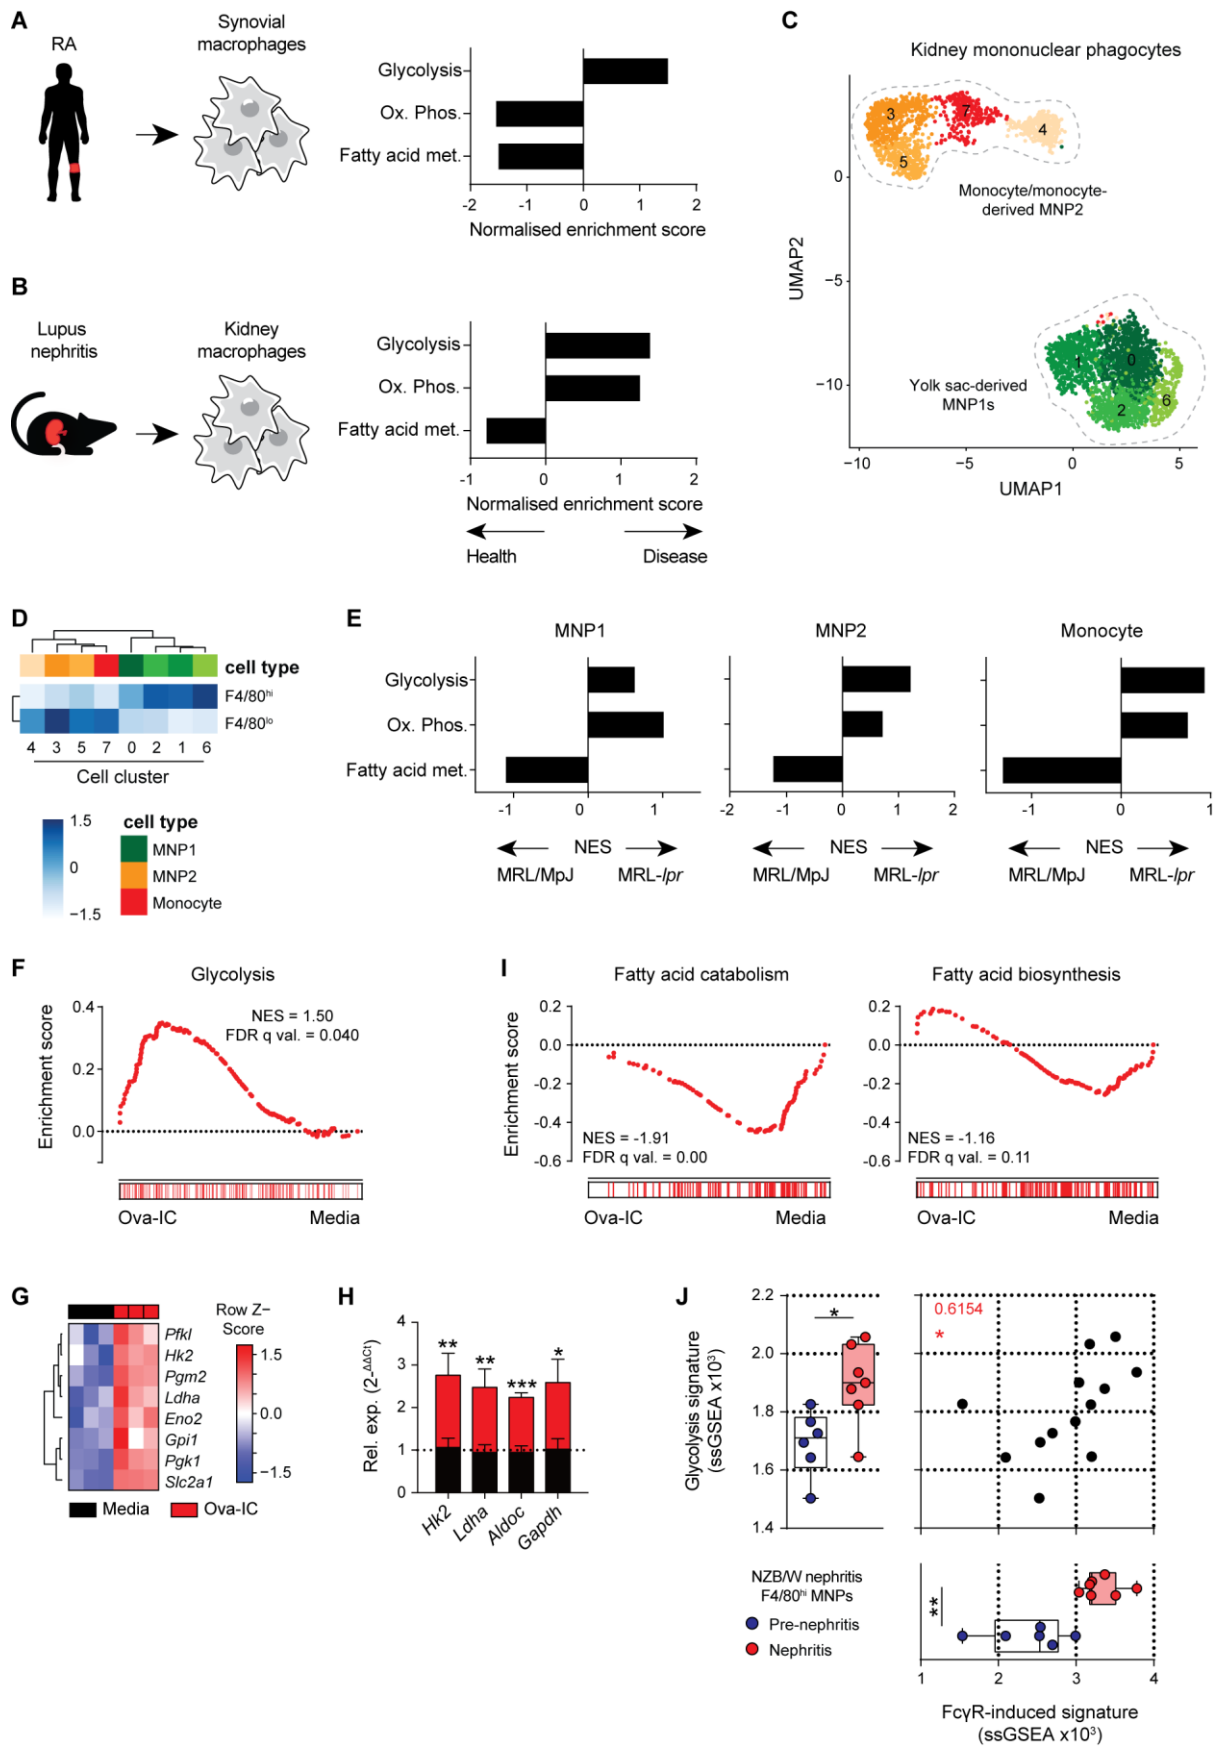 A
RA
Synovial
macrophages
Glycolysis
Ox. Phos.
Fatty acid met.
-2
-1
0
1
2
Normalised enrichment score
B
Lupus
nephritis
Kidney
macrophages
Glycolysis
Ox. Phos.
Fatty acid met.
-1
0
1
2
Normalised enrichment score
Health
Disease
C
Kidney mononuclear phagocytes
3
7
4
5
Monocyte/monocyte-
derived MNP2
0
−5
−10
UMAP2
1
0
2
6
Yolk sac-derived
MNP1s
−10
−5
0
5
UMAP1
D
cell type
F4/80hi
F4/80lo
4 3 5 7 0 2 1 6
Cell cluster
1.5
0
−1.5
cell type
MNP1
MNP2
Monocyte
E
MNP1
MNP2
Monocyte
Glycolysis
Ox. Phos.
Fatty acid met.
-1 0 1
-2 -1 0 1 2
-1 0 1
NES
NES
NES
MRL/MpJ MRL-lpr
MRL/MpJ MRL-lpr
MRL/MpJ MRL-lpr
F
Glycolysis
NES = 1.50
FDR q val. = 0.040
0.4
0.2
0.0
Enrichment score
Ova-IC
Media
I
Fatty acid catabolism
0.2
0.0
-0.2
-0.4
-0.6
Enrichment score
NES = -1.91
FDR q val. = 0.00
Ova-IC
Media
Fatty acid biosynthesis
0.2
0.0
-0.2
-0.4
-0.6
NES = -1.16
FDR q val. = 0.11
Ova-IC
Media
G
Row Z−
Score
Pfkl
Hk2
Pgm2
Ldha
Eno2
Gpi1
Pgk1
Slc2a1
1.5
0.0
−1.5
Media
Ova-IC
H
Rel. exp. (2-ΔΔCt)
4
3
2
1
0
**
**
***
*
Hk2
Ldha
Aldoc
Gapdh
J
Glycolysis signature
(ssGSEA x10³)
2.2
2.0
1.8
1.6
1.4
*
0.6154
*
NZB/W nephritis
F4/80hi MNPs
Pre-nephritis
Nephritis
**
1
2
3
4
FcγR-induced signature
(ssGSEA x10³)